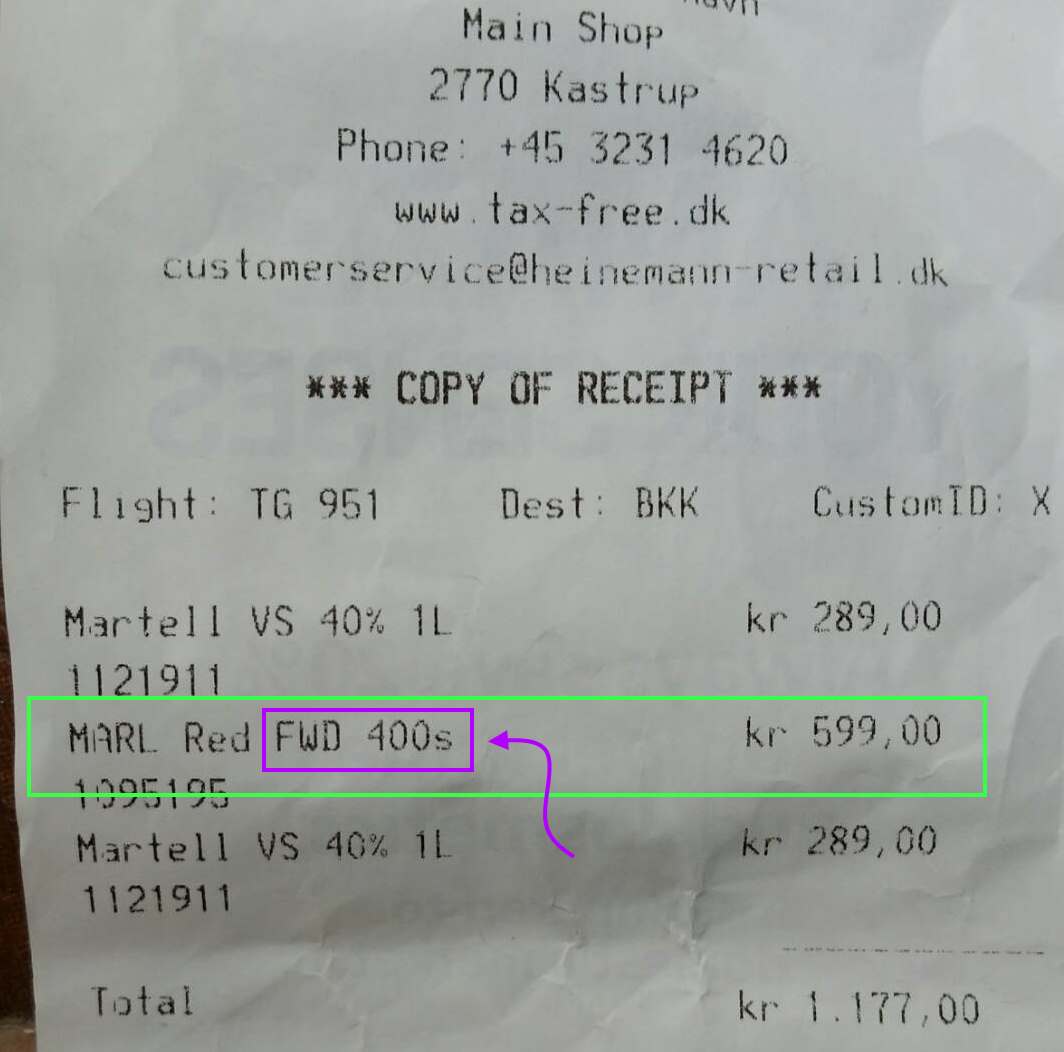 Main Shop
2770 Kastrup
Phone: +45 3231 4620
www.tax-free.dk
customerservice@heinemann-retail.dk
*** COPY OF RECEIPT ***
Flight: TG 951 Dest: BKK CustomID: X
Martell VS 40% 1L kr 289,00
1121911
MARL Red FWD 400s kr 599,00
1095195
Martell VS 40% 1L kr 289,00
1121911
Total kr 1.177,00